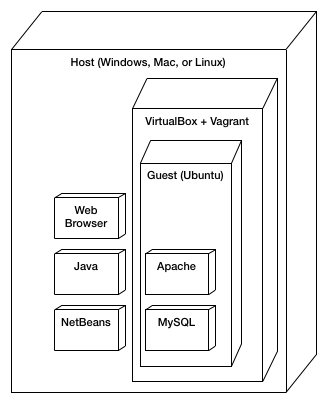 Host (Windows, Mac, or Linux)
VirtualBox + Vagrant
Guest (Ubuntu)
Web
Browser
Java
Apache
NetBeans
MySQL